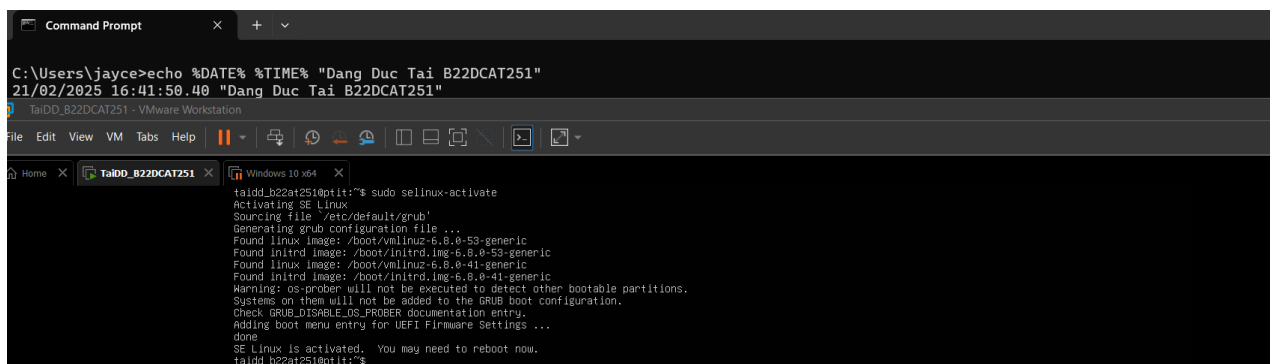 Command Prompt
C:\Users\jayce>echo %DATE% %TIME% "Dang Duc Tai B22DCAT251"
21/02/2025 16:41:50.40 "Dang Duc Tai B22DCAT251"
TaiDD_B22DCAT251 - VMware Workstation
File Edit View VM Tabs Help
Home TaiDD_B22DCAT251 Windows 10 x64
taidd_b22at251@ptit:~$ sudo selinux-activate
Activating SE Linux
Sourcing file `/etc/default/grub'
Generating grub configuration file ...
Found linux image: /boot/vmlinuz-6.8.0-53-generic
Found initrd image: /boot/initrd.img-6.8.0-53-generic
Found linux image: /boot/vmlinuz-6.8.0-41-generic
Found initrd image: /boot/initrd.img-6.8.0-41-generic
Warning: os-prober will not be executed to detect other bootable partitions.
Systems on them will not be added to the GRUB boot configuration.
Check GRUB_DISABLE_OS_PROBER documentation entry.
Adding boot menu entry for UEFI Firmware Settings ...
done
SE Linux is activated.  You may need to reboot now.
taidd_b22at251@ptit:~$